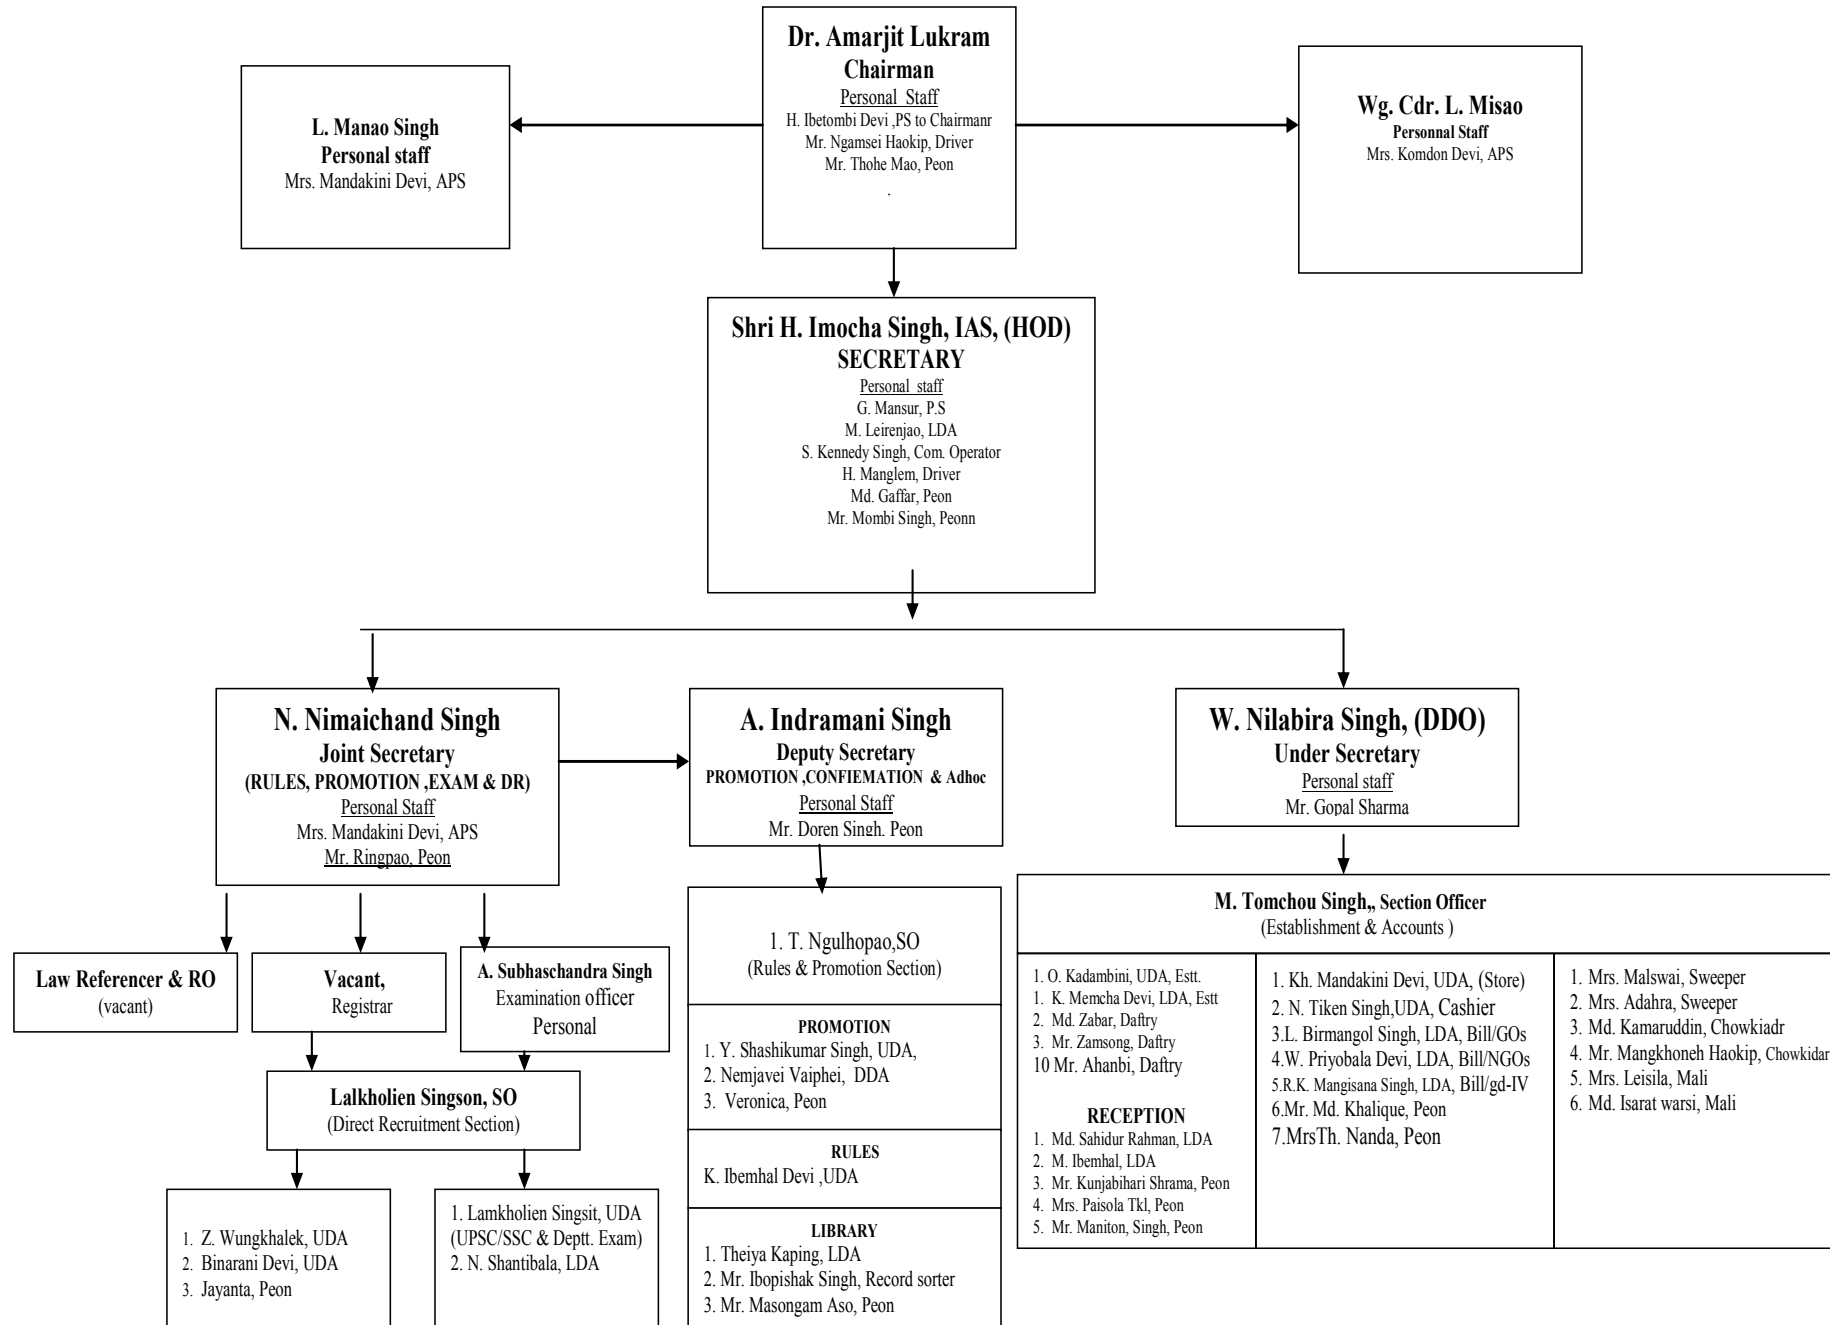 Dr. Amarjit Lukram
Chairman
Personal Staff
H. Ibetombi Devi ,PS to Chairmanr
Mr. Ngamsei Haokip, Driver
Mr. Thohe Mao, Peon
.
L. Manao Singh
Personal staff
Mrs. Mandakini Devi, APS
Wg. Cdr. L. Misao
Personnal Staff
Mrs. Komdon Devi, APS
Shri H. Imocha Singh, IAS, (HOD)
SECRETARY
Personal staff
G. Mansur, P.S
M. Leirenjao, LDA
S. Kennedy Singh, Com. Operator
H. Manglem, Driver
Md. Gaffar, Peon
Mr. Mombi Singh, Peonn
N. Nimaichand Singh
Joint Secretary
(RULES, PROMOTION ,EXAM & DR)
Personal Staff
Mrs. Mandakini Devi, APS
Mr. Ringpao, Peon
A. Indramani Singh
Deputy Secretary
PROMOTION ,CONFIEMATION & Adhoc
Personal Staff
Mr. Doren Singh. Peon
W. Nilabira Singh, (DDO)
Under Secretary
Personal staff
Mr. Gopal Sharma
Law Referencer & RO
(vacant)
Vacant,
Registrar
A. Subhaschandra Singh
Examination officer
Personal
Lalkholien Singson, SO
(Direct Recruitment Section)
1. Z. Wungkhalek, UDA
2. Binarani Devi, UDA
3. Jayanta, Peon
1. Lamkholien Singsit, UDA
(UPSC/SSC & Deptt. Exam)
2. N. Shantibala, LDA
1. T. Ngulhopao,SO
(Rules & Promotion Section)
PROMOTION
1. Y. Shashikumar Singh, UDA,
2. Nemjavei Vaiphei, DDA
3. Veronica, Peon
RULES
K. Ibemhal Devi ,UDA
LIBRARY
1. Theiya Kaping, LDA
2. Mr. Ibopishak Singh, Record sorter
3. Mr. Masongam Aso, Peon
M. Tomchou Singh,, Section Officer
(Establishment & Accounts )
1. O. Kadambini, UDA, Estt.
1. K. Memcha Devi, LDA, Estt
2. Md. Zabar, Daftry
3. Mr. Zamsong, Daftry
10 Mr. Ahanbi, Daftry
RECEPTION
1. Md. Sahidur Rahman, LDA
2. M. Ibemhal, LDA
3. Mr. Kunjabihari Shrama, Peon
4. Mrs. Paisola Tkl, Peon
5. Mr. Maniton, Singh, Peon
1. Kh. Mandakini Devi, UDA, (Store)
2. N. Tiken Singh,UDA, Cashier
3.L. Birmangol Singh, LDA, Bill/GOs
4.W. Priyobala Devi, LDA, Bill/NGOs
5.R.K. Mangisana Singh, LDA, Bill/gd-IV
6.Mr. Md. Khalique, Peon
7.MrsTh. Nanda, Peon
1. Mrs. Malswai, Sweeper
2. Mrs. Adahra, Sweeper
3. Md. Kamaruddin, Chowkiadr
4. Mr. Mangkhoneh Haokip, Chowkidar
5. Mrs. Leisila, Mali
6. Md. Isarat warsi, Mali